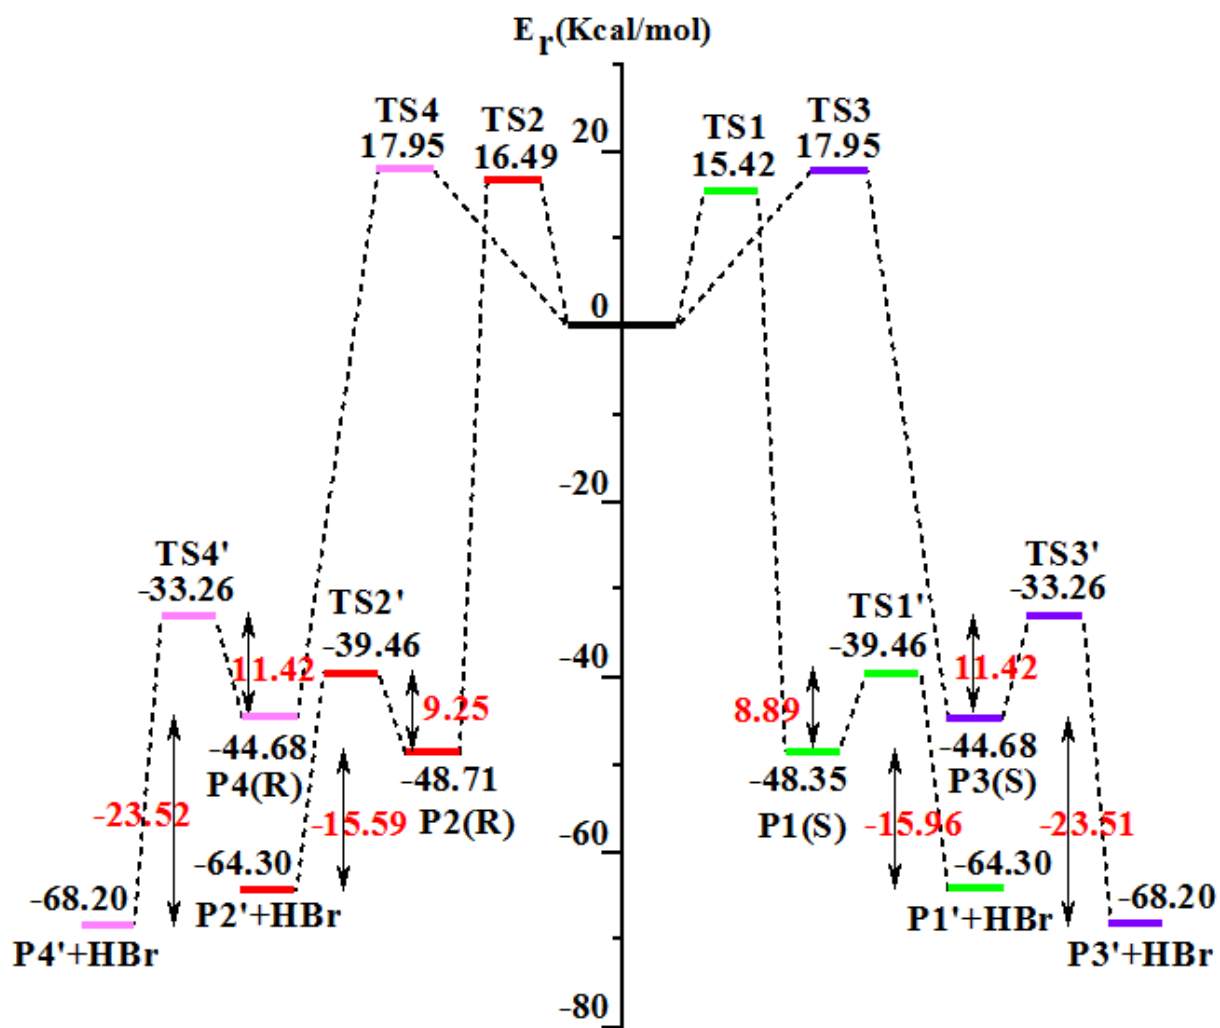 E_r(Kcal/mol)
TS4
17.95
TS2
16.49
TS1
15.42
TS3
17.95
20
0
-20
-40
-60
-80
TS4'
-33.26
11.42
-44.68
P4(R)
-23.52
-68.20
P4'+HBr
TS2'
-39.46
9.25
-48.71
P2(R)
-15.59
-64.30
P2'+HBr
TS1'
-39.46
8.89
-48.35
P1(S)
-15.96
-64.30
P1'+HBr
TS3'
-33.26
11.42
-44.68
P3(S)
-23.51
-68.20
P3'+HBr